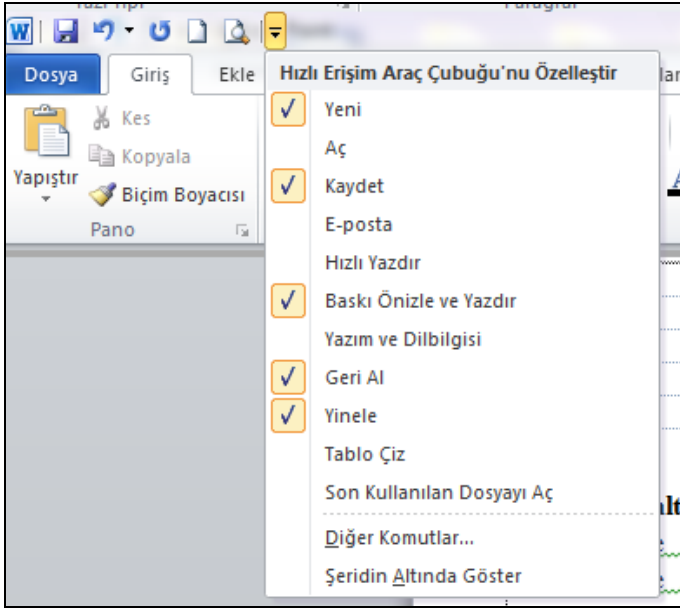 Dosya Giriş Ekle
Kes
Kopyala
Yapıştır
Biçim Boyacısı
Pano
Hızlı Erişim Araç Çubuğu'nu Özelleştir
Yeni
Aç
Kaydet
E-posta
Hızlı Yazdır
Baskı Önizle ve Yazdır
Yazım ve Dilbilgisi
Geri Al
Yinele
Tablo Çiz
Son Kullanılan Dosyayı Aç
Diğer Komutlar...
Şeridin Altında Göster